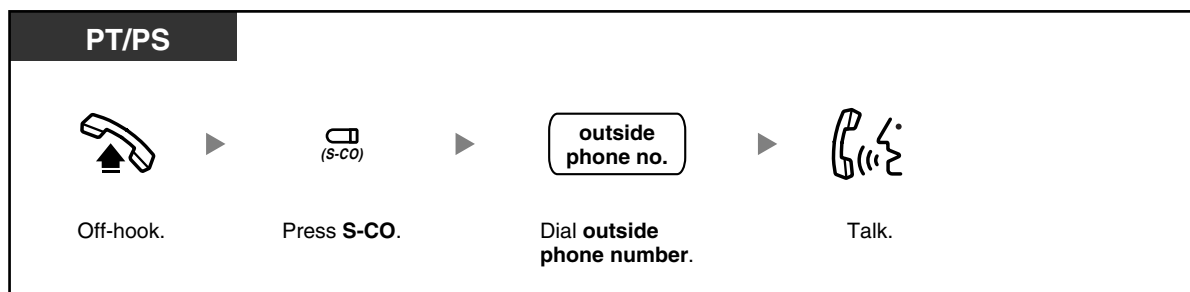 PT/PS
(S-CO)
outside
phone no.
Off-hook.
Press S-CO.
Dial outside
phone number.
Talk.